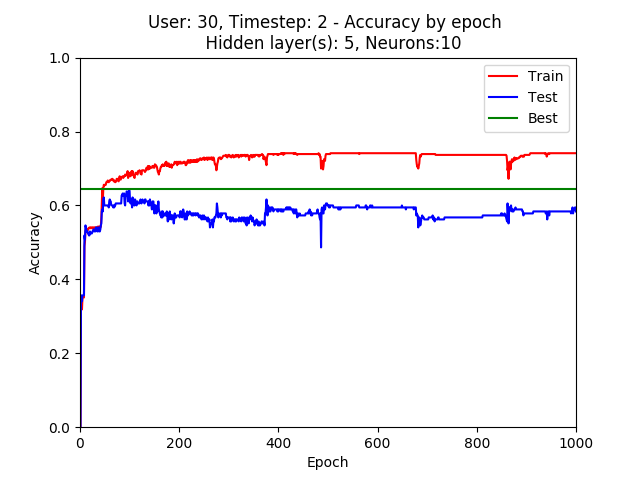 User: 30, Timestep: 2 - Accuracy by epoch
Hidden layer(s): 5, Neurons:10
1.0
0.8
0.6
0.4
0.2
0.0
Accuracy
Train
Test
Best
0 200 400 600 800 1000
Epoch